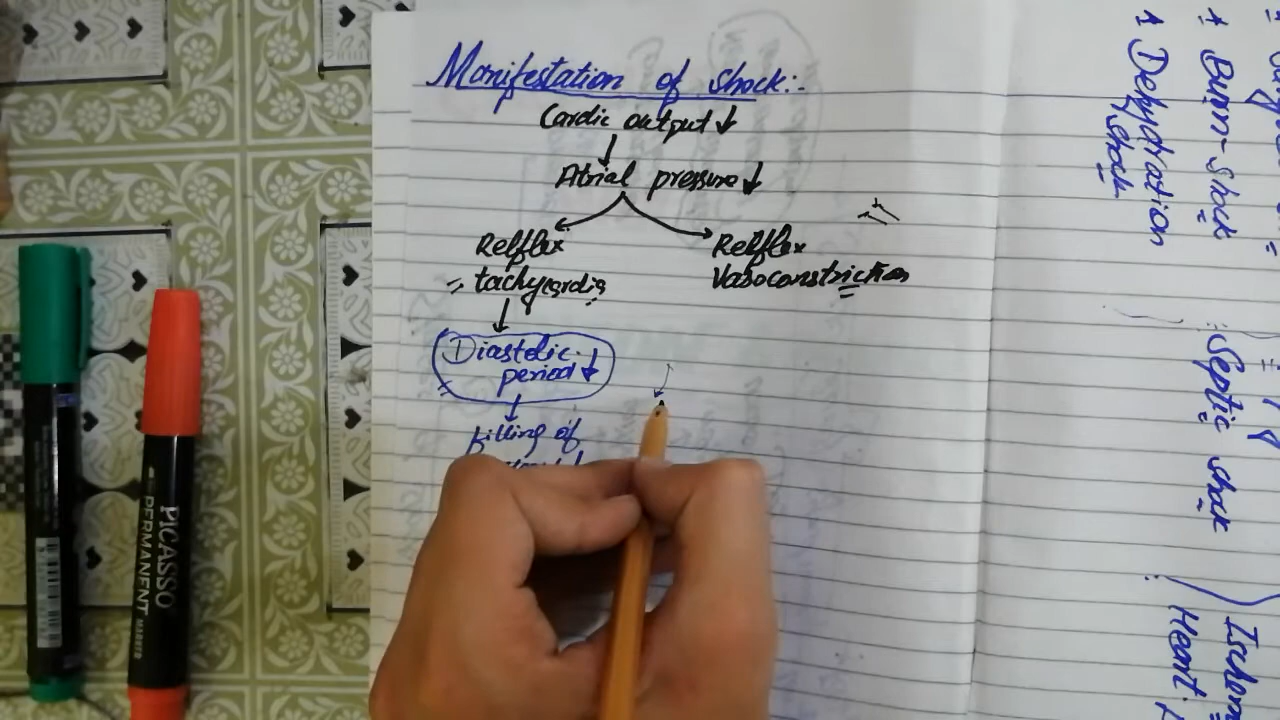 Manifestation of shock:-
Cardic output ↓
Atrial pressure ↓
Relflex
tachycardia
Relflex
Vasoconstriction
Diastolic
period ↓
filling of
Burn-Shock
Dehydration
shock
Septic shock
Heart
PICASSO
PERMANENT MARKER